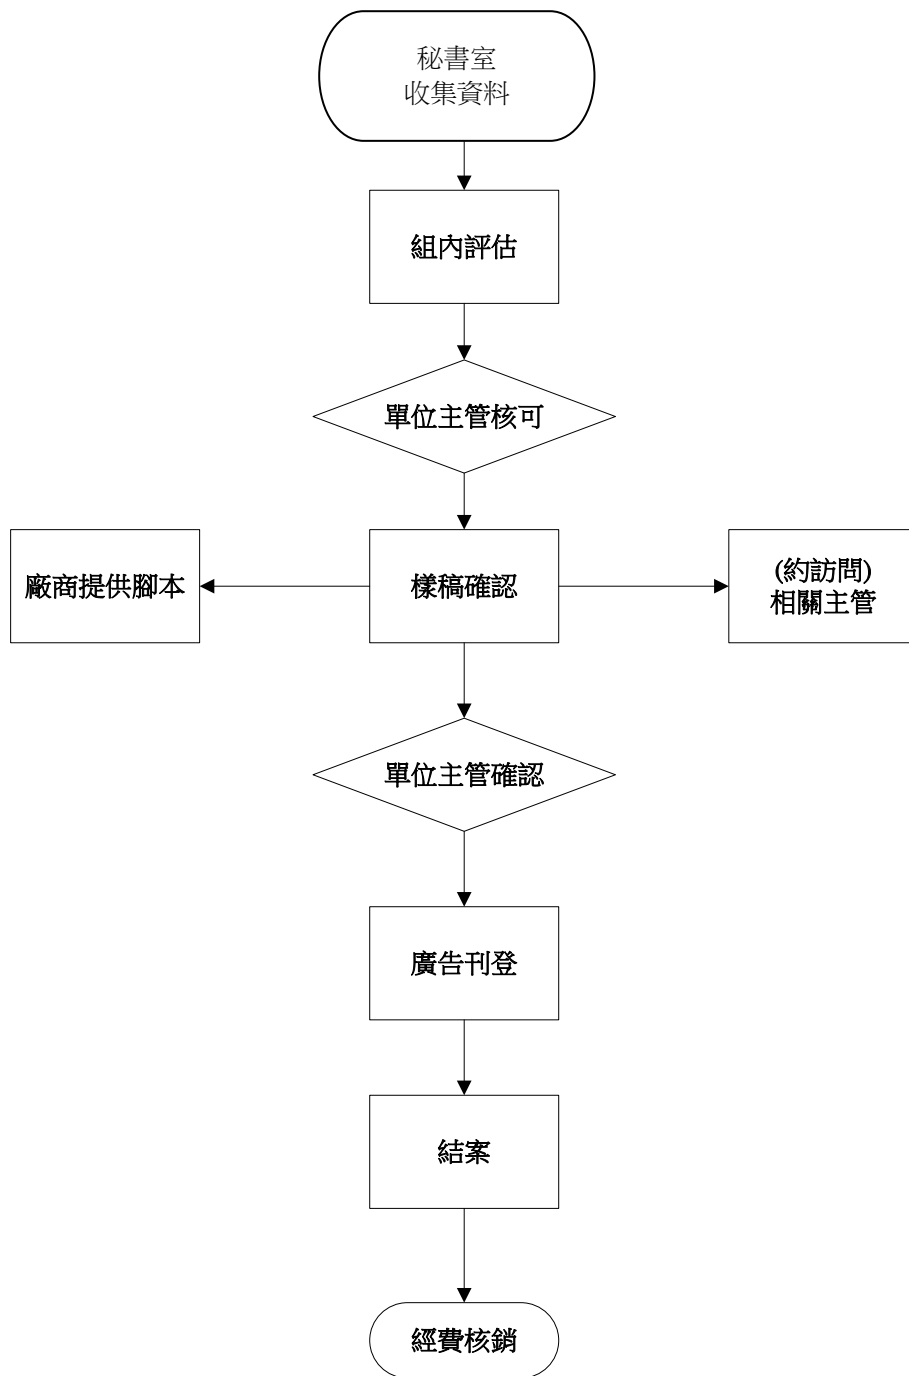 秘書室
收集資料
組內評估
單位主管核可
廠商提供腳本
樣稿確認
(約訪問)
相關主管
單位主管確認
廣告刊登
結案
經費核銷